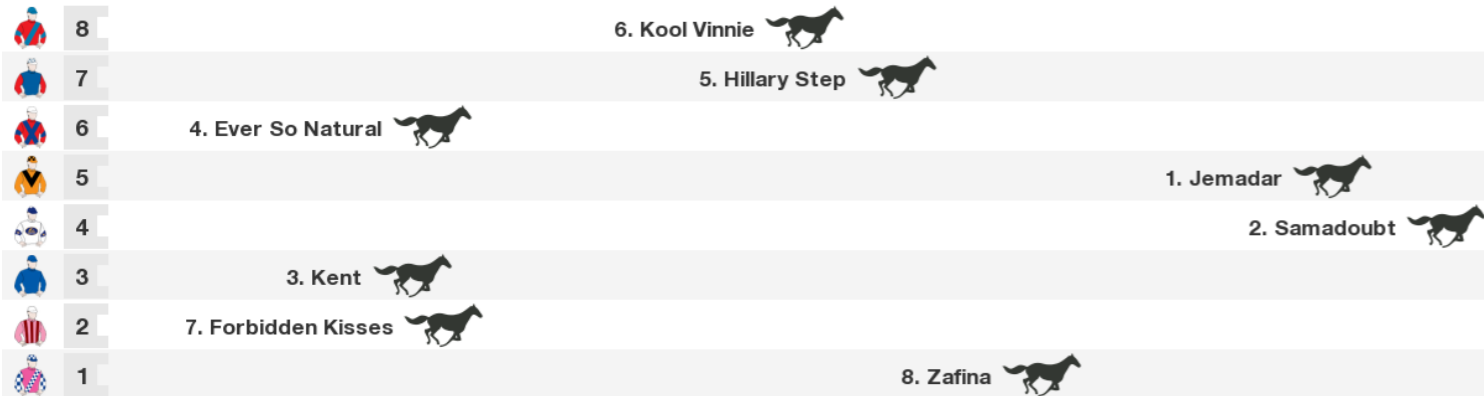 8 6. Kool Vinnie
7 5. Hillary Step
6 4. Ever So Natural
5 1. Jemadar
4 2. Samadoubt
3 3. Kent
2 7. Forbidden Kisses
1 8. Zafina